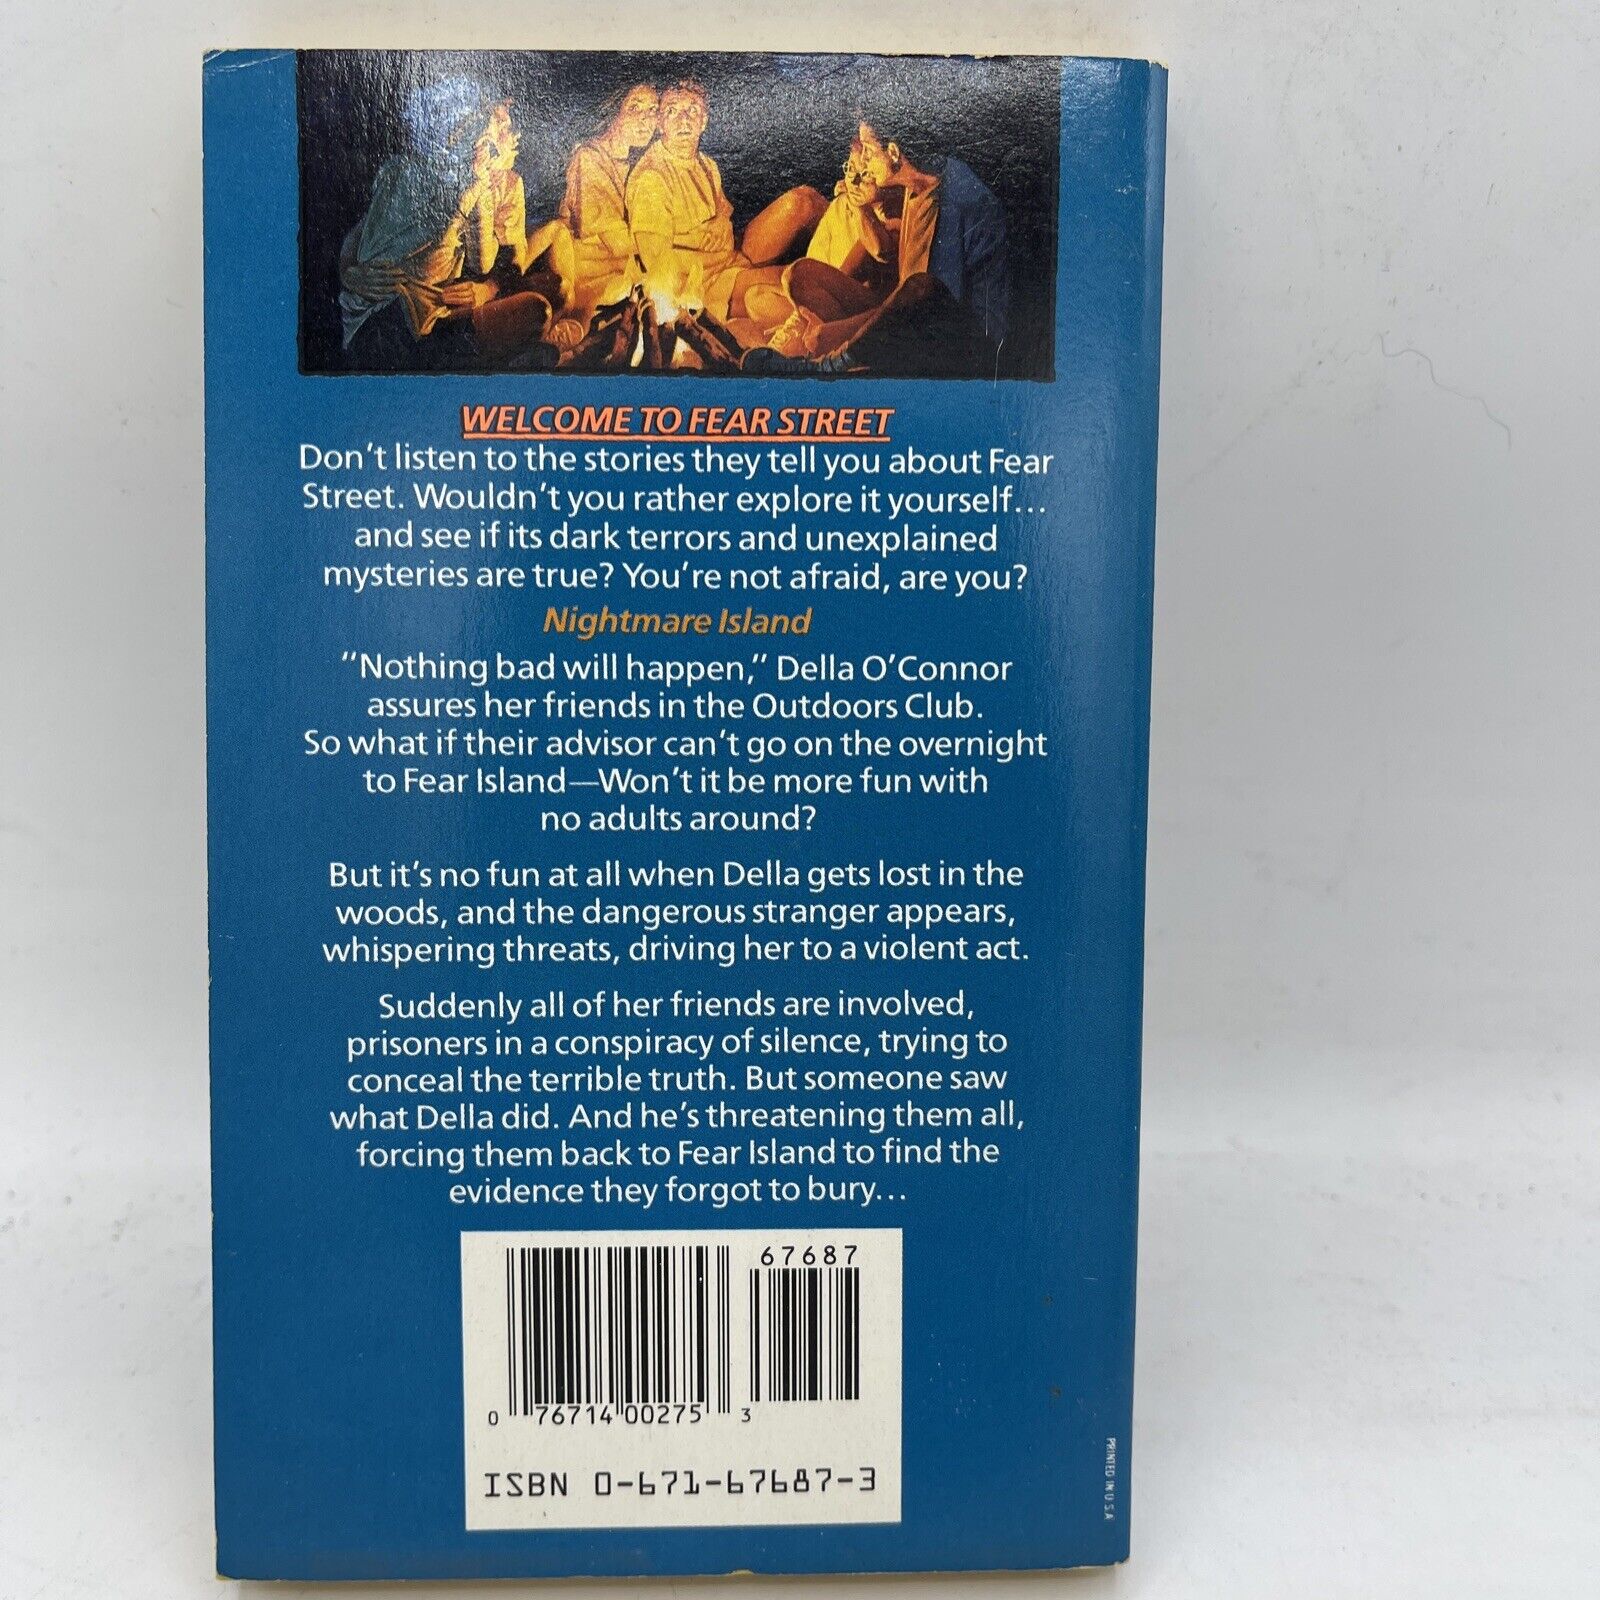 WELCOME TO FEAR STREET
Don't listen to the stories they tell you about Fear
Street. Wouldn't you rather explore it yourself...
and see if its dark terrors and unexplained
mysteries are true? You're not afraid, are you?
Nightmare Island
"Nothing bad will happen," Della O'Connor
assures her friends in the Outdoors Club.
So what if their advisor can't go on the overnight
to Fear Island—Won't it be more fun with
no adults around?
But it's no fun at all when Della gets lost in the
woods, and the dangerous stranger appears,
whispering threats, driving her to a violent act.
Suddenly all of her friends are involved,
prisoners in a conspiracy of silence, trying to
conceal the terrible truth. But someone saw
what Della did. And he's threatening them all,
forcing them back to Fear Island to find the
evidence they forgot to bury...
67687
0 76714 00275 3
ISBN 0-671-67687-3
PRINTED IN U.S.A